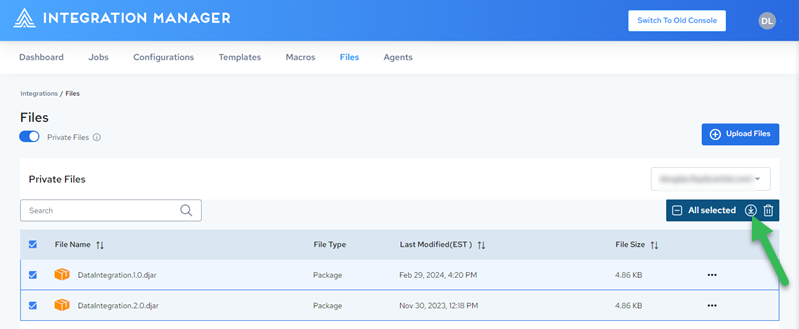 INTEGRATION MANAGER
Switch To Old Console
DL
Dashboard Jobs Configurations Templates Macros Files Agents
Integrations / Files
Files
Private Files
Upload Files
Private Files
Search
All selected
File Name File Type Last Modified(EST ) File Size
DataIntegration.1.0.djar Package Feb 29, 2024, 4:20 PM 4.86 KB
DataIntegration.2.0.djar Package Nov 30, 2023, 12:18 PM 4.86 KB